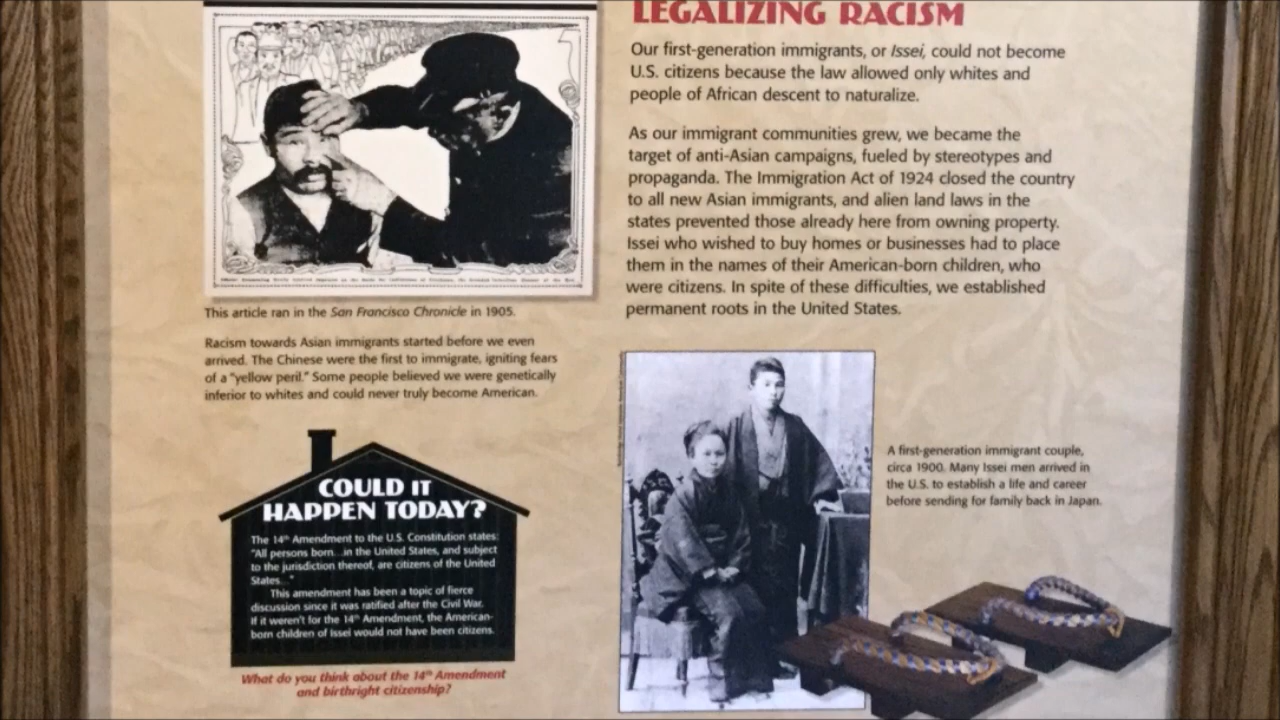 LEGALIZING RACISM
Our first-generation immigrants, or Issei, could not become
U.S. citizens because the law allowed only whites and
people of African descent to naturalize.
As our immigrant communities grew, we became the
target of anti-Asian campaigns, fueled by stereotypes and
propaganda. The Immigration Act of 1924 closed the country
to all new Asian immigrants, and alien land laws in the
states prevented those already here from owning property.
Issei who wished to buy homes or businesses had to place
them in the names of their American-born children, who
were citizens. In spite of these difficulties, we established
permanent roots in the United States.
This article ran in the San Francisco Chronicle in 1905.
Racism towards Asian immigrants started before we even
arrived. The Chinese were the first to immigrate, igniting fears
of a "yellow peril." Some people believed we were genetically
inferior to whites and could never truly become American.
COULD IT
HAPPEN TODAY?
The 14th Amendment to the U.S. Constitution states:
"All persons born...in the United States, and subject
to the jurisdiction thereof, are citizens of the United
States..."
This amendment has been a topic of fierce
discussion since it was ratified after the Civil War.
If it weren't for the 14th Amendment, the American-
born children of Issei would not have been citizens.
What do you think about the 14th Amendment
and birthright citizenship?
A first-generation immigrant couple,
circa 1900. Many Issei men arrived in
the U.S. to establish a life and career
before sending for family back in Japan.